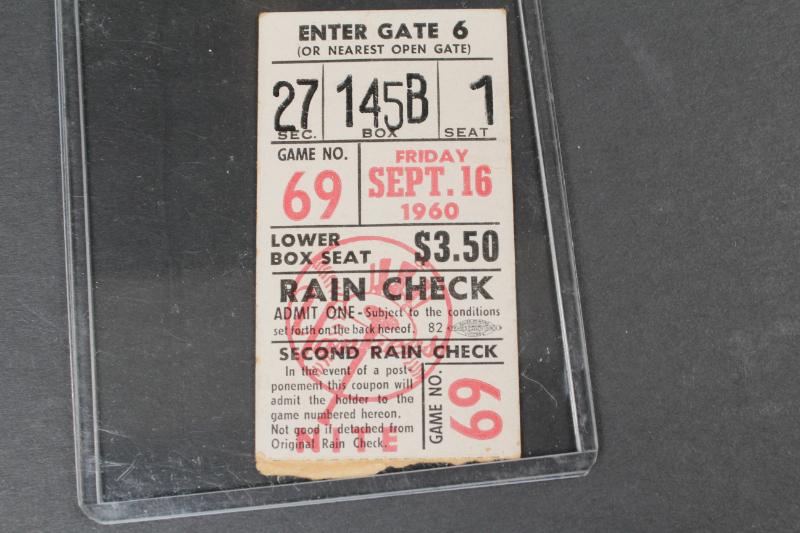 ENTER GATE 6
(OR NEAREST OPEN GATE)
27 145B 1
SEC. BOX SEAT
GAME NO.
69
FRIDAY
SEPT. 16
1960
LOWER
BOX SEAT $3.50
RAIN CHECK
ADMIT ONE-Subject to the conditions
set forth on the back hereof. 82
SECOND RAIN CHECK
In the event of a post-
ponement this coupon will
admit the holder to the
game numbered hereon.
Not good if detached from
Original Rain Check.
GAME NO.
69
Yankees
NITE